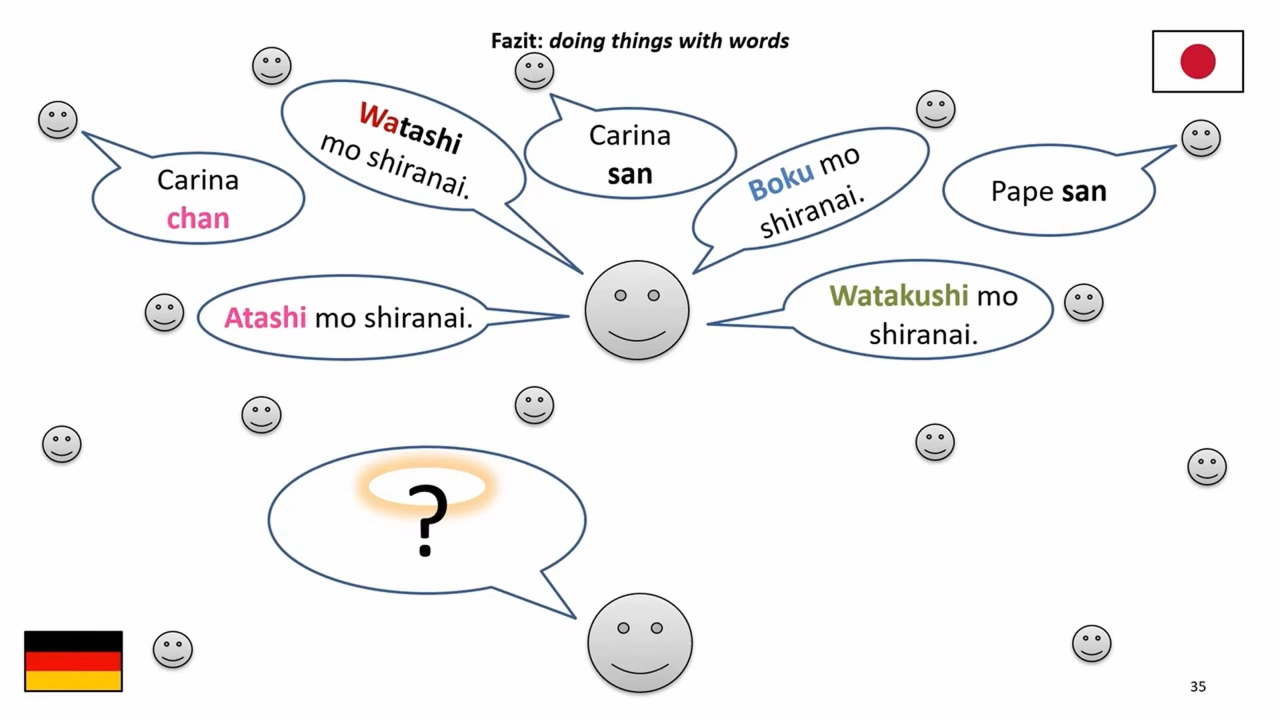 Fazit: doing things with words
Carina
chan
Watashi
mo shiranai.
Carina
san
Boku mo
shiranai.
Pape san
Atashi mo shiranai.
Watakushi mo
shiranai.
?
35